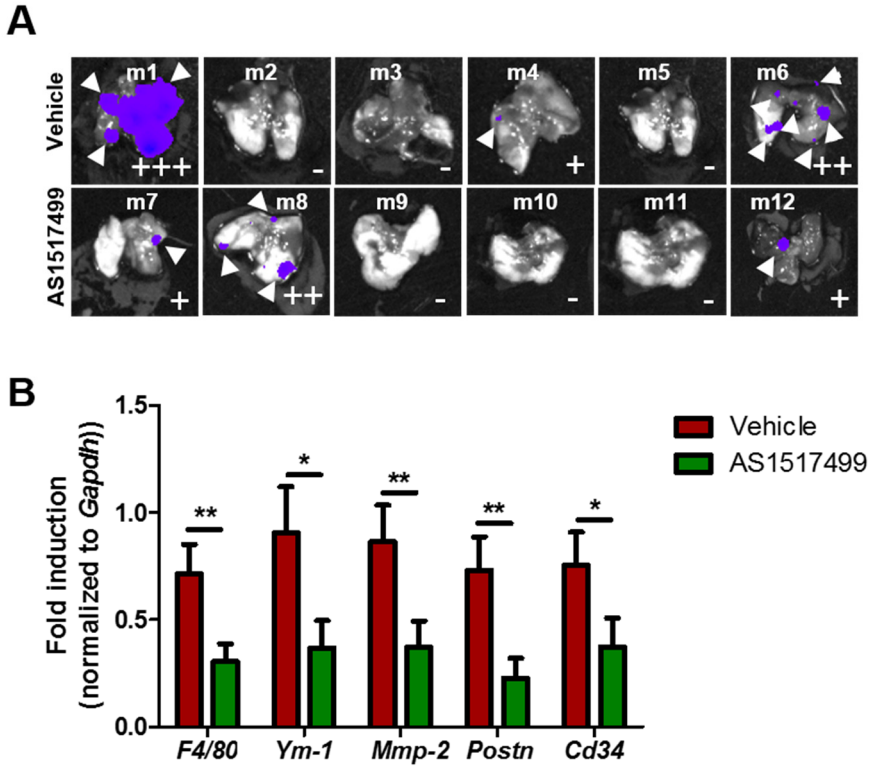 A
Vehicle
m1 m2 m3 m4 m5 m6
+++ - - + - ++
AS1517499
m7 m8 m9 m10 m11 m12
+ ++ - - - +
B
Fold induction
(normalized to Gapdh))
1.5
1.0
0.5
0.0
** * ** ** *
F4/80 Ym-1 Mmp-2 Postn Cd34
Vehicle
AS1517499